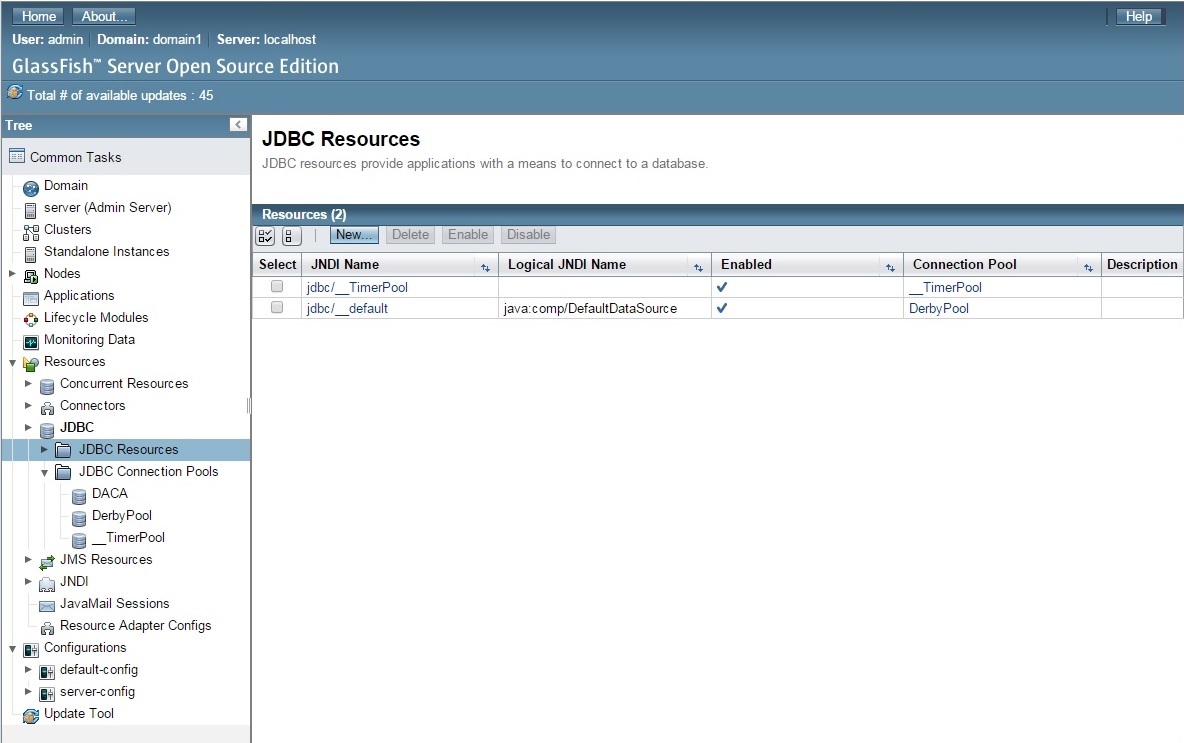 Home About... Help
User: admin Domain: domain1 Server: localhost
GlassFish™ Server Open Source Edition
Total # of available updates : 45
Tree
Common Tasks
Domain
server (Admin Server)
Clusters
Standalone Instances
Nodes
Applications
Lifecycle Modules
Monitoring Data
Resources
Concurrent Resources
Connectors
JDBC
JDBC Resources
JDBC Connection Pools
DACA
DerbyPool
__TimerPool
JMS Resources
JNDI
JavaMail Sessions
Resource Adapter Configs
Configurations
default-config
server-config
Update Tool
JDBC Resources
JDBC resources provide applications with a means to connect to a database.
Resources (2)
New... Delete Enable Disable
Select JNDI Name Logical JNDI Name Enabled Connection Pool Description
jdbc/__TimerPool __TimerPool
jdbc/__default java:comp/DefaultDataSource DerbyPool